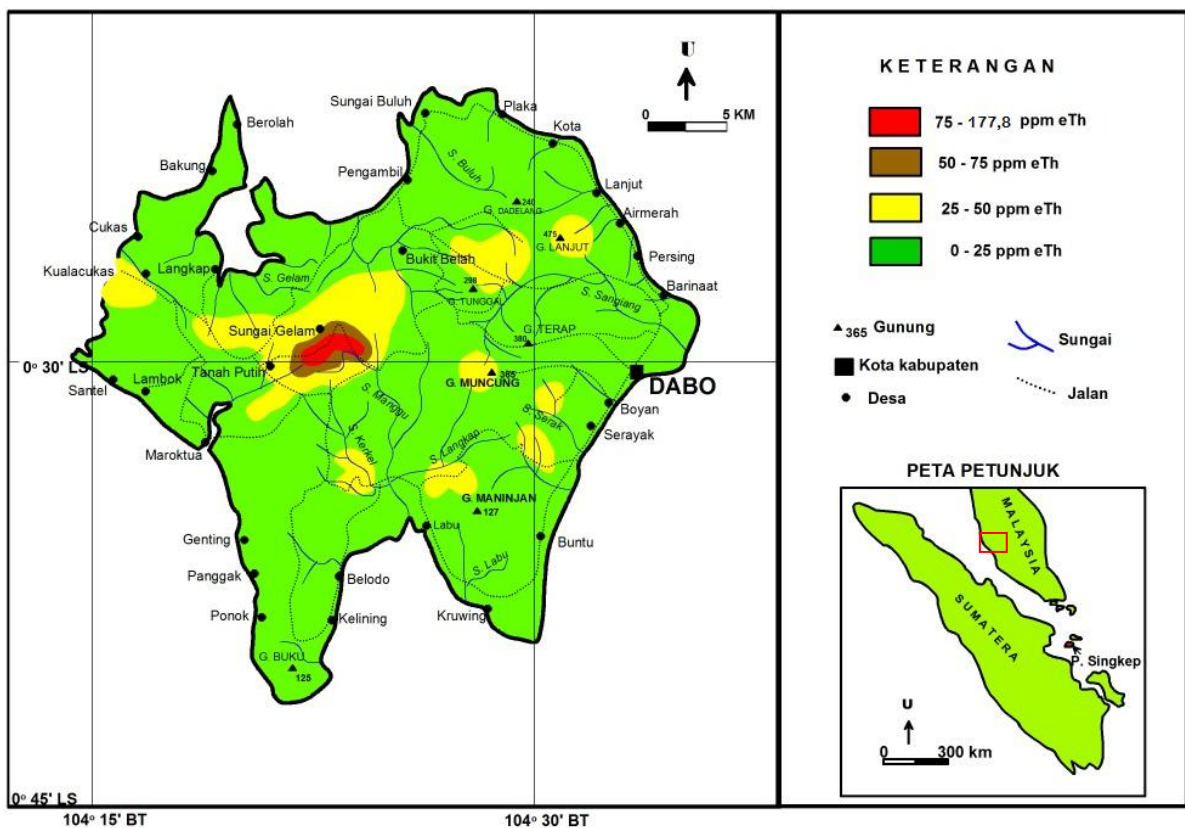 U
0
5 KM
Sungai Buluh
Plaka
Kota
Berolah
S. Buluh
Bakung
Pengambil
Lanjut
240
G. DADELANG
Airmerah
Cukas
475
G. LANJUT
Bukit Belah
Persing
Kualacukas
Langkap
S. Gelam
298
G. TUNGGAL
S. Sangiang
Barinaat
Sungai Gelam
G. TERAP
380
0° 30' LS
Tanah Putin
365
G. MUNCUNG
DABO
Santel
Lambok
S. Manggu
Boyan
S. Serak
Serayak
Maroktua
S. Kerkel
S. Langkap
G. MANINJAN
127
Labu
Genting
Buntu
S. Labu
Panggak
Belodo
Ponok
Kelining
Kruwing
G. BUKU
125
0° 45' LS
104° 15' BT
104° 30' BT
KETERANGAN
75 - 177,8 ppm eTh
50 - 75 ppm eTh
25 - 50 ppm eTh
0 - 25 ppm eTh
365 Gunung
Sungai
Kota kabupaten
Desa
Jalan
PETA PETUNJUK
MALAYSIA
SUMATERA
P. Singkep
U
0
300 km